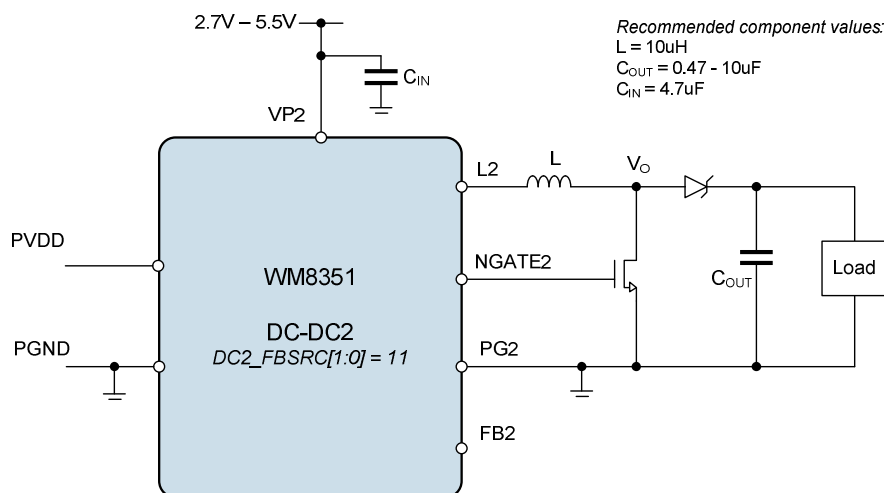 2.7V – 5.5V
Recommended component values:
L = 10uH
COUT = 0.47 - 10uF
CIN = 4.7uF
CIN
VP2
L2
L
VO
PVDD
NGATE2
WM8351
COUT
Load
DC-DC2
DC2_FBSRC[1:0] = 11
PGND
PG2
FB2